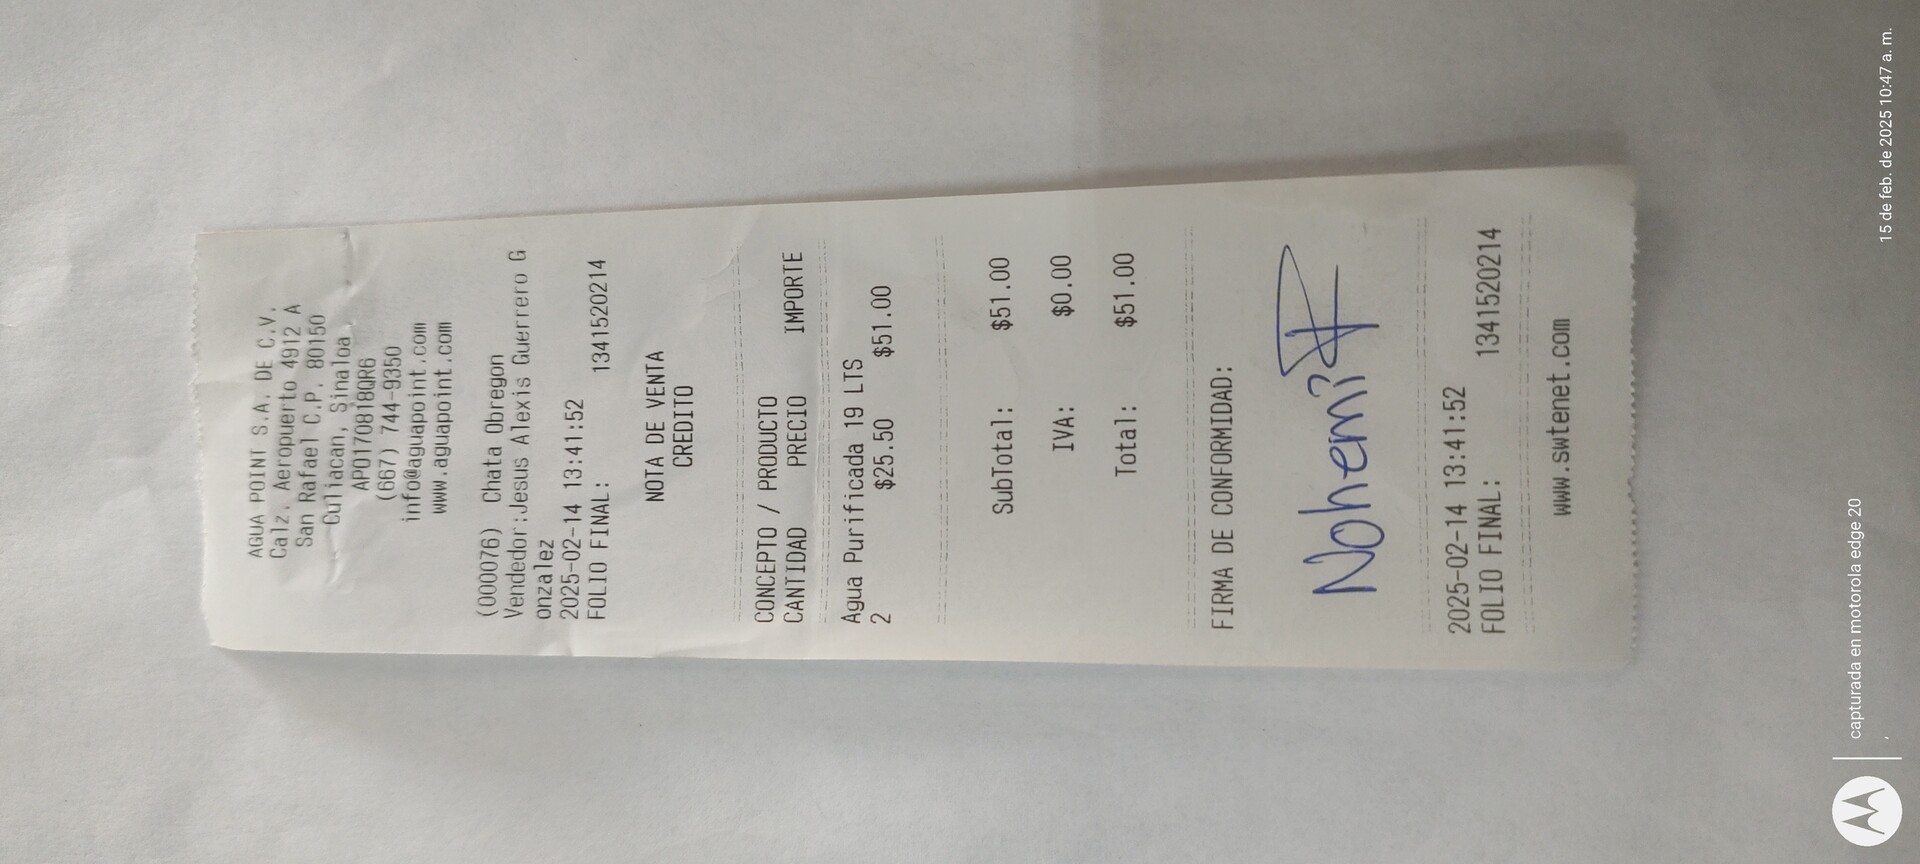 AGUA POINT S.A. DE C.V.
Calz. Aeropuerto 4912 A
San Rafael C.P. 80150
Culiacan, Sinaloa
APO170818QR6
(667) 744-9350
info@aguapoint.com
www.aguapoint.com
(000076) Chata Obregon
Vendedor:Jesus Alexis Guerrero G
onzalez
2025-02-14 13:41:52
FOLIO FINAL: 1341520214
NOTA DE VENTA
CREDITO
CONCEPTO / PRODUCTO
CANTIDAD PRECIO IMPORTE
Agua Purificada 19 LTS
2 $25.50 $51.00
SubTotal: $51.00
IVA: $0.00
Total: $51.00
FIRMA DE CONFORMIDAD:
Nohemi
2025-02-14 13:41:52
FOLIO FINAL: 1341520214
www.swtenet.com
capturada en motorola edge 20
15 de feb. de 2025 10:47 a. m.